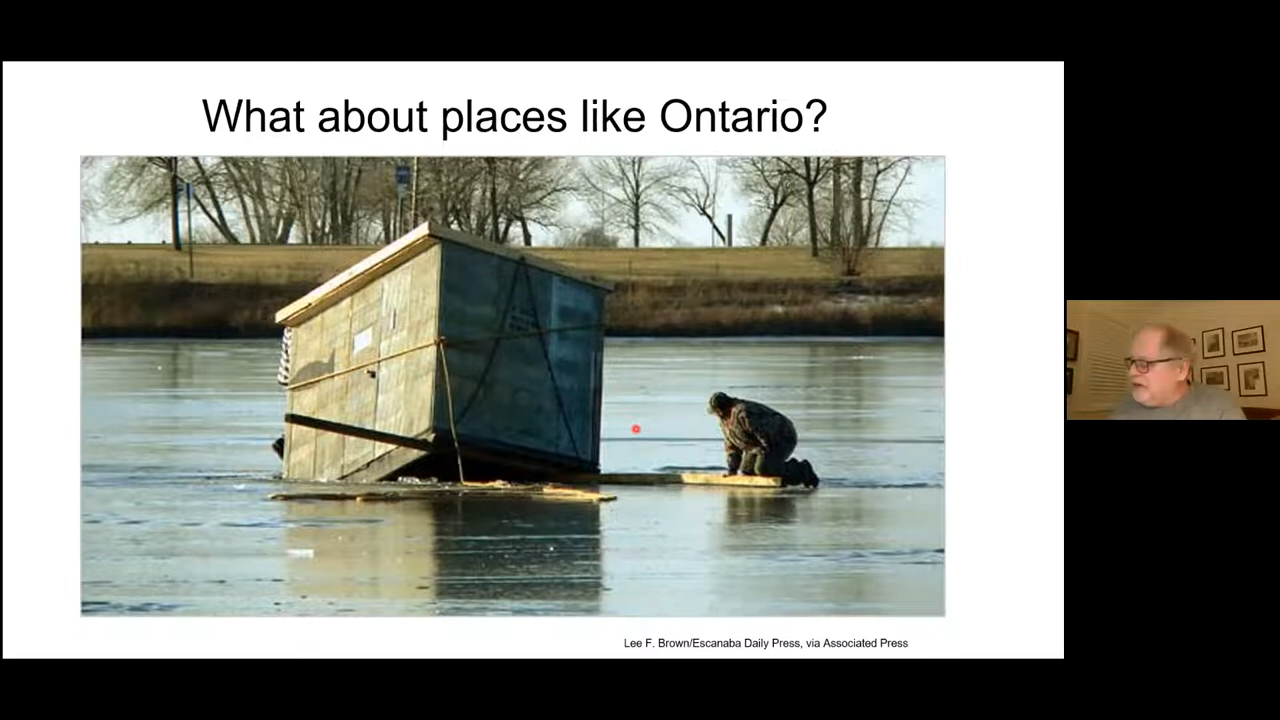 What about places like Ontario?
Lee F. Brown/Escanaba Daily Press, via Associated Press